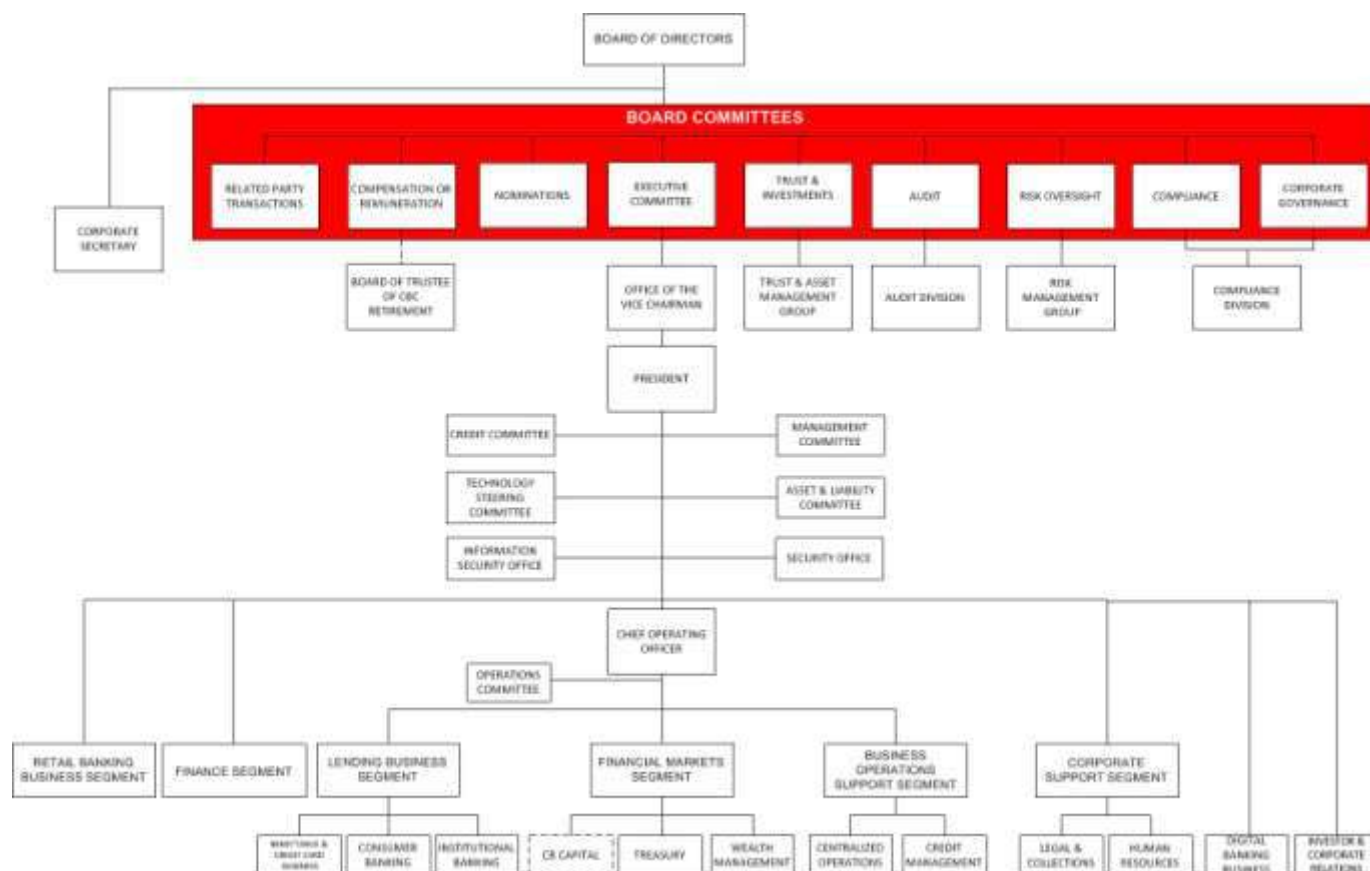 BOARD OF DIRECTORS
BOARD COMMITTEES
RELATED PARTY
TRANSACTIONS
COMPENSATION OR
REMUNERATION
NOMINATIONS
EXECUTIVE
COMMITTEE
TRUST &
INVESTMENTS
AUDIT
RISK OVERSIGHT
COMPLIANCE
CORPORATE
GOVERNANCE
CORPORATE
SECRETARY
BOARD OF TRUSTEE
OF CBC
RETIREMENT
OFFICE OF THE
VICE CHAIRMAN
TRUST & ASSET
MANAGEMENT
GROUP
AUDIT DIVISION
RISK
MANAGEMENT
GROUP
COMPLIANCE
DIVISION
PRESIDENT
CREDIT COMMITTEE
MANAGEMENT
COMMITTEE
TECHNOLOGY
STEERING
COMMITTEE
ASSET & LIABILITY
COMMITTEE
INFORMATION
SECURITY OFFICE
SECURITY OFFICE
CHIEF OPERATING
OFFICER
OPERATIONS
COMMITTEE
RETAIL BANKING
BUSINESS SEGMENT
FINANCE SEGMENT
LENDING BUSINESS
SEGMENT
FINANCIAL MARKETS
SEGMENT
BUSINESS
OPERATIONS
SUPPORT SEGMENT
CORPORATE
SUPPORT SEGMENT
CREDIT CARD
BUSINESS
CONSUMER
BANKING
INSTITUTIONAL
BANKING
CB CAPITAL
TREASURY
WEALTH
MANAGEMENT
CENTRALIZED
OPERATIONS
CREDIT
MANAGEMENT
LEGAL &
COLLECTIONS
HUMAN
RESOURCES
DIGITAL
BANKING
BUSINESS
INVESTOR &
CORPORATE
RELATIONS